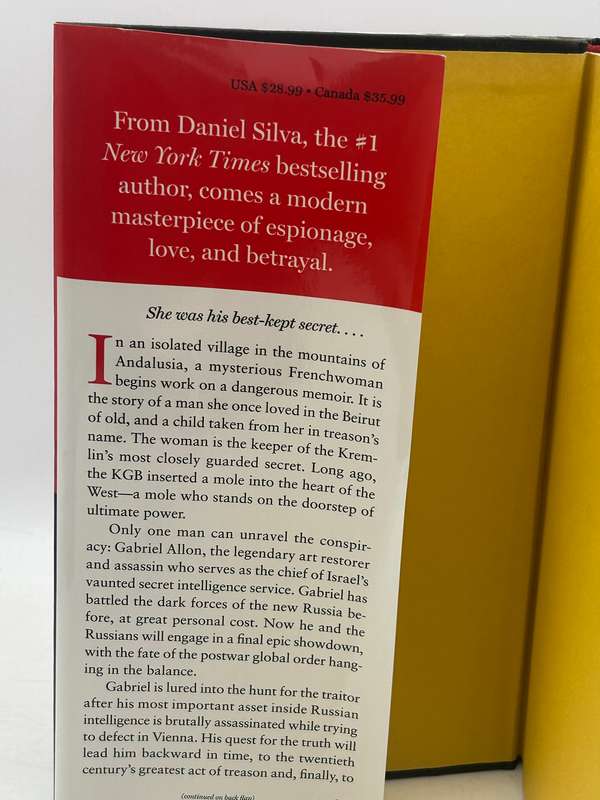 USA $28.99 • Canada $35.99
From Daniel Silva, the #1
New York Times bestselling
author, comes a modern
masterpiece of espionage,
love, and betrayal.
She was his best-kept secret. . . .
In an isolated village in the mountains of
Andalusia, a mysterious Frenchwoman
begins work on a dangerous memoir. It is
the story of a man she once loved in the Beirut
of old, and a child taken from her in treason's
name. The woman is the keeper of the Krem-
lin's most closely guarded secret. Long ago,
the KGB inserted a mole into the heart of the
West—a mole who stands on the doorstep of
ultimate power.
Only one man can unravel the conspir-
acy: Gabriel Allon, the legendary art restorer
and assassin who serves as the chief of Israel's
vaunted secret intelligence service. Gabriel has
battled the dark forces of the new Russia be-
fore, at great personal cost. Now he and the
Russians will engage in a final epic showdown,
with the fate of the postwar global order hang-
ing in the balance.
Gabriel is lured into the hunt for the traitor
after his most important asset inside Russian
intelligence is brutally assassinated while trying
to defect in Vienna. His quest for the truth will
lead him backward in time, to the twentieth
century's greatest act of treason and, finally, to
(continued on back flap)